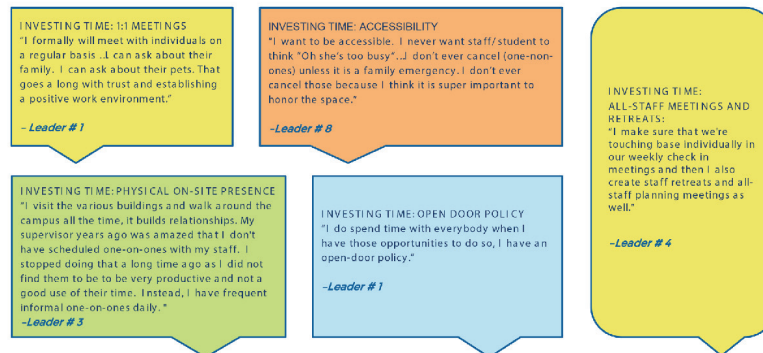 INVESTING TIME: 1:1 MEETINGS
"I formally will meet with individuals on
a regular basis ...I can ask about their
family. I can ask about their pets. That
goes a long with trust and establishing
a positive work environment."
– Leader # 1
INVESTING TIME: ACCESSIBILITY
"I want to be accessible. I never want staff/student to
think "Oh she's too busy"...I don't ever cancel (one-non-
ones) unless it is a family emergency. I don't ever
cancel those because I think it is super important to
honor the space."
–Leader # 8
INVESTING TIME:
ALL-STAFF MEETINGS AND
RETREATS:
"I make sure that we're
touching base individually in
our weekly check in
meetings and then I also
create staff retreats and all-
staff planning meetings as
well."
–Leader # 4
INVESTING TIME: PHYSICAL ON-SITE PRESENCE
"I visit the various buildings and walk around the
campus all the time, it builds relationships. My
supervisor years ago was amazed that I don't
have scheduled one-on-ones with my staff. I
stopped doing that a long time ago as I did not
find them to be to be very productive and not a
good use of their time. Instead, I have frequent
informal one-on-ones daily. "
–Leader # 3
INVESTING TIME: OPEN DOOR POLICY
"I do spend time with everybody when I
have those opportunities to do so, I have an
open-door policy."
–Leader # 1